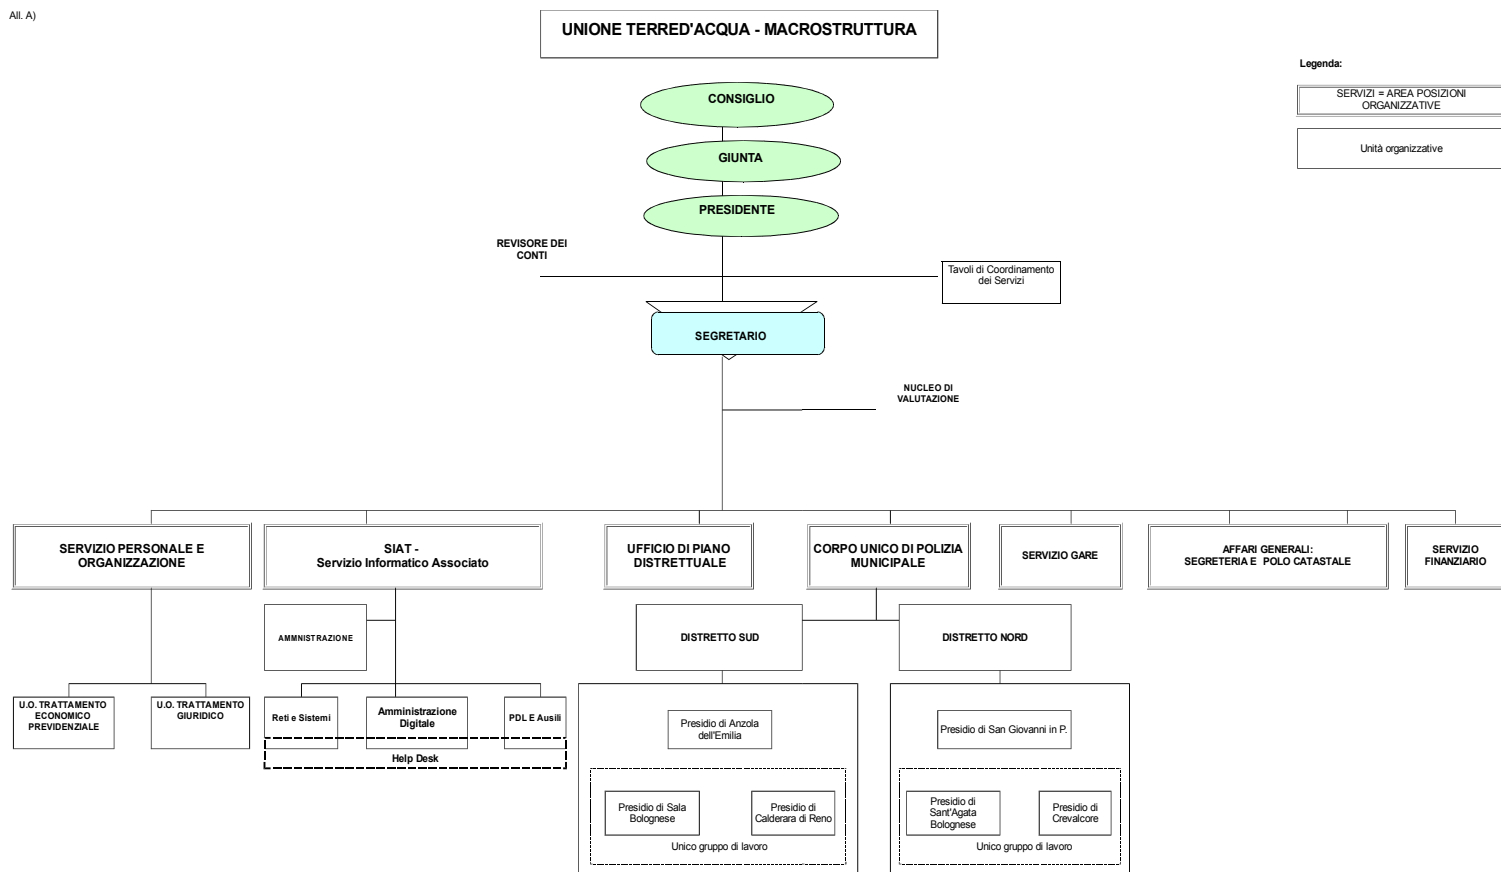 All. A)
UNIONE TERRED'ACQUA - MACROSTRUTTURA
Legenda:
SERVIZI = AREA POSIZIONI
ORGANIZZATIVE
Unità organizzative
CONSIGLIO
GIUNTA
PRESIDENTE
REVISORE DEI
CONTI
Tavoli di Coordinamento
dei Servizi
SEGRETARIO
NUCLEO DI
VALUTAZIONE
SERVIZIO PERSONALE E
ORGANIZZAZIONE
SIAT -
Servizio Informatico Associato
UFFICIO DI PIANO
DISTRETTUALE
CORPO UNICO DI POLIZIA
MUNICIPALE
SERVIZIO GARE
AFFARI GENERALI:
SEGRETERIA E POLO CATASTALE
SERVIZIO
FINANZIARIO
AMMNISTRAZIONE
DISTRETTO SUD
DISTRETTO NORD
U.O. TRATTAMENTO
ECONOMICO
PREVIDENZIALE
U.O. TRATTAMENTO
GIURIDICO
Reti e Sistemi
Amministrazione
Digitale
PDL E Ausili
Help Desk
Presidio di Anzola
dell'Emilia
Presidio di San Giovanni in P.
Presidio di Sala
Bolognese
Presidio di
Calderara di Reno
Unico gruppo di lavoro
Presidio di
Sant'Agata
Bolognese
Presidio di
Crevalcore
Unico gruppo di lavoro